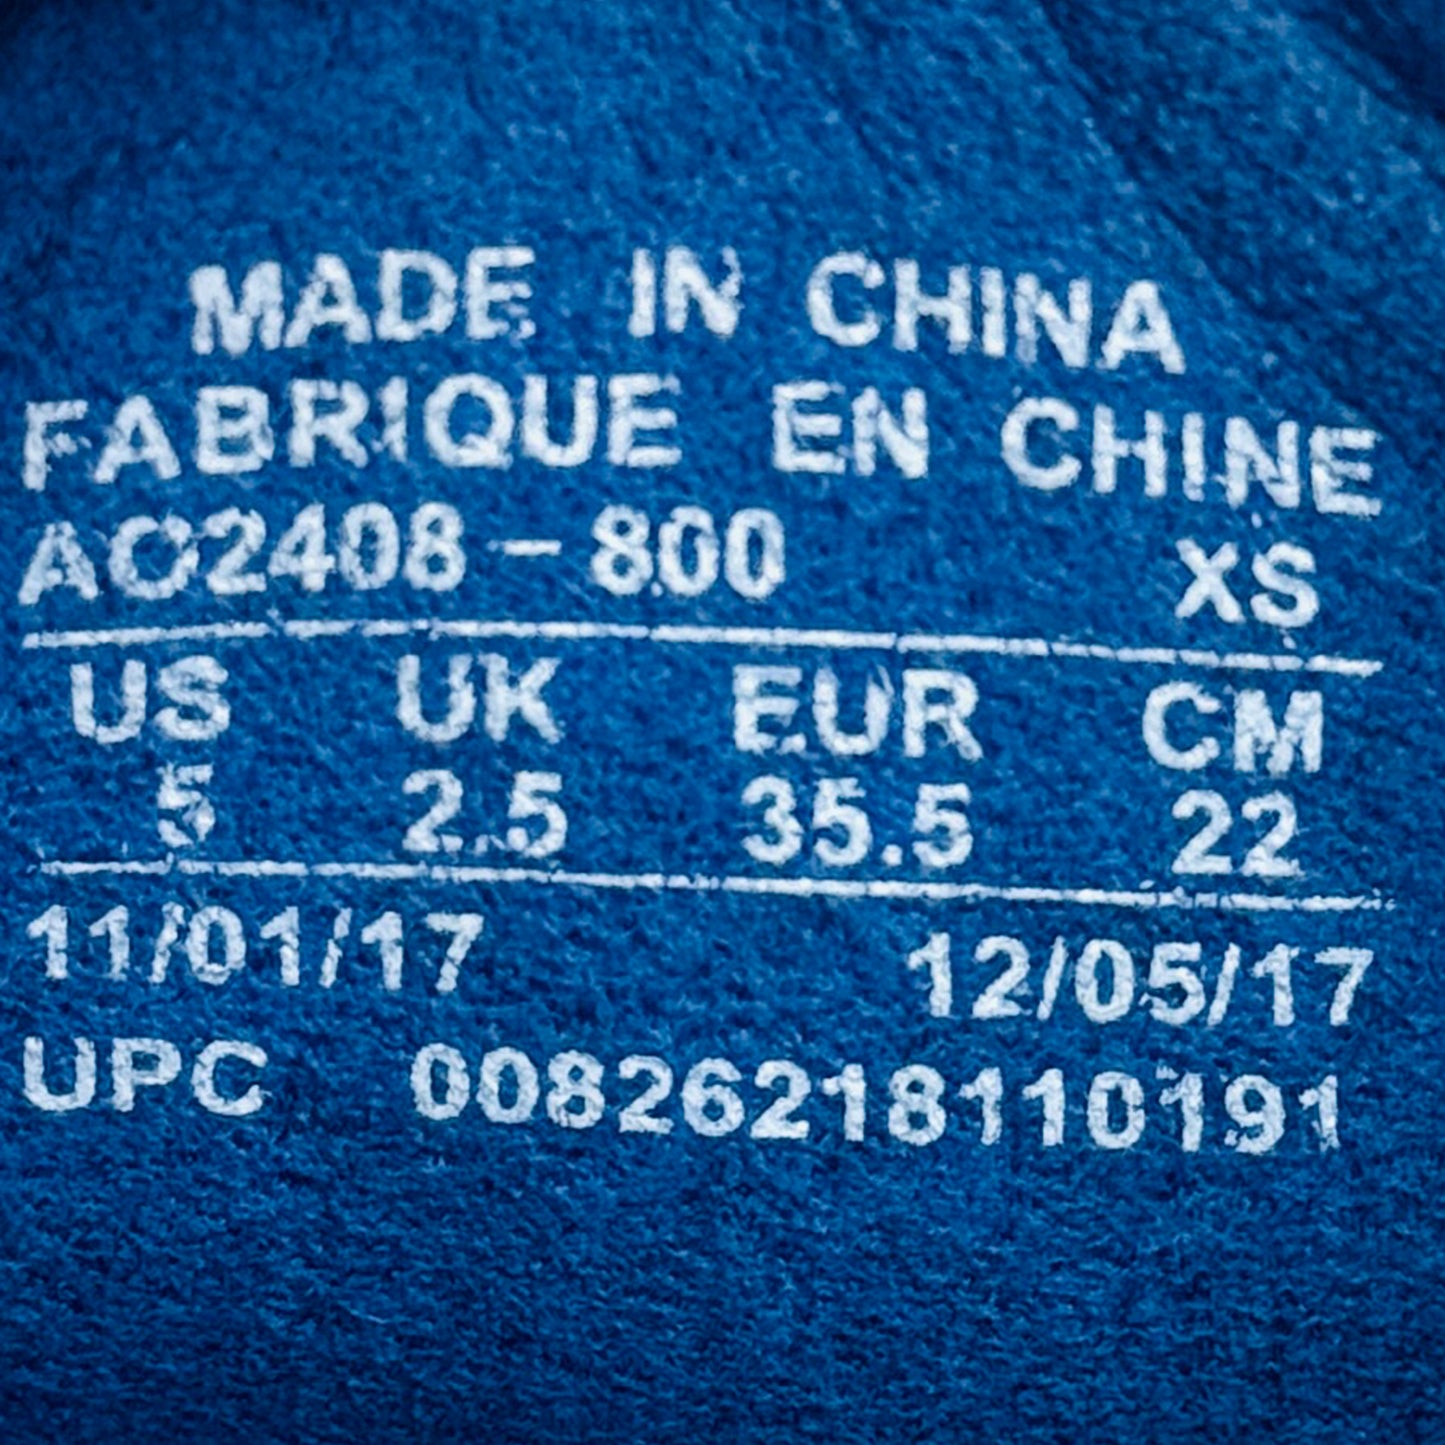 MADE IN CHINA
FABRIQUE EN CHINE
AO2408-800 XS
US UK EUR CM
5 2.5 35.5 22
11/01/17 12/05/17
UPC 00826218110191